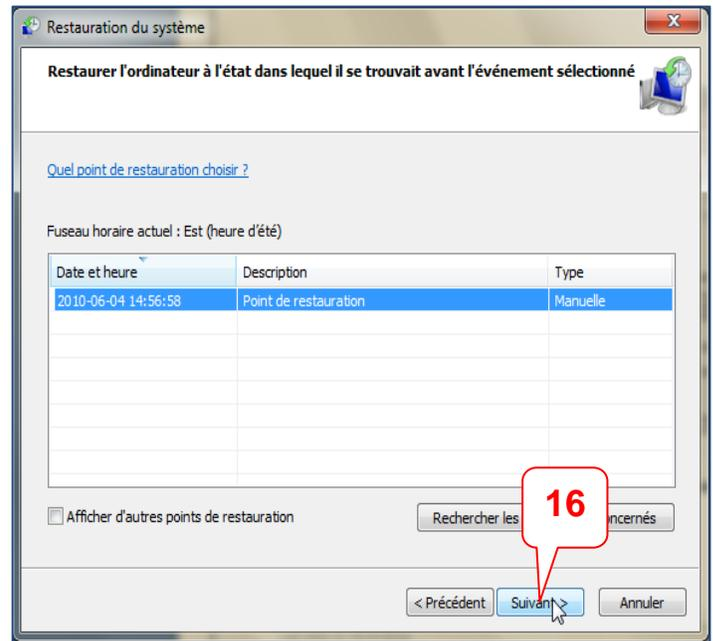 Restauration du système
Restaurer l'ordinateur à l'état dans lequel il se trouvait avant l'événement sélectionné
Quel point de restauration choisir ?
Fuseau horaire actuel : Est (heure d'été)
Date et heure Description Type
2010-06-04 14:56:58 Point de restauration Manuelle
Afficher d'autres points de restauration
Rechercher les
16
< Précédent Suivant > Annuler